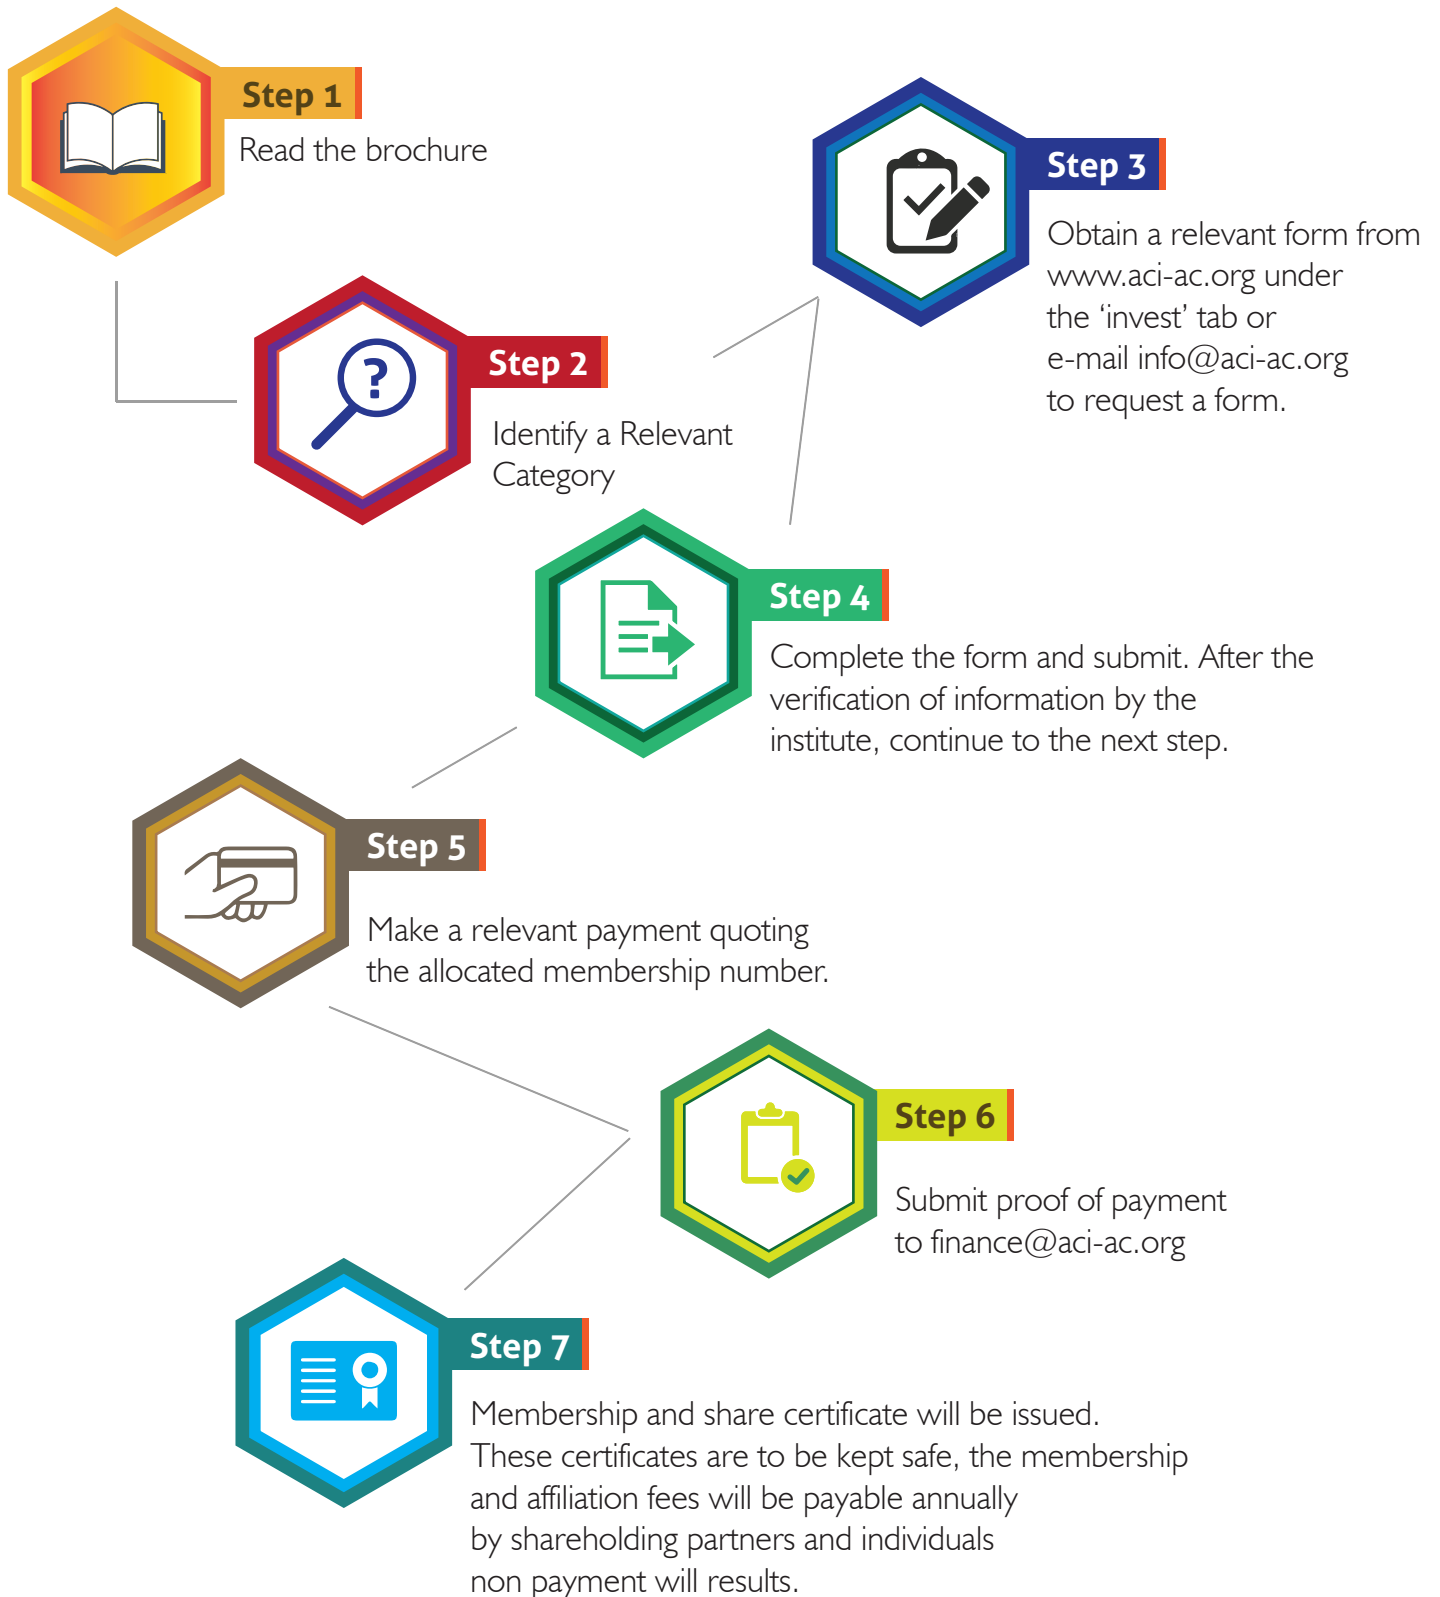 Step 1
Read the brochure
Step 2
?
Identify a Relevant
Category
Step 3
Obtain a relevant form from
www.aci-ac.org under
the ‘invest’ tab or
e-mail info@aci-ac.org
to request a form.
Step 4
Complete the form and submit. After the
verification of information by the
institute, continue to the next step.
Step 5
Make a relevant payment quoting
the allocated membership number.
Step 6
Submit proof of payment
to finance@aci-ac.org
Step 7
Membership and share certificate will be issued.
These certificates are to be kept safe, the membership
and affiliation fees will be payable annually
by shareholding partners and individuals
non payment will results.